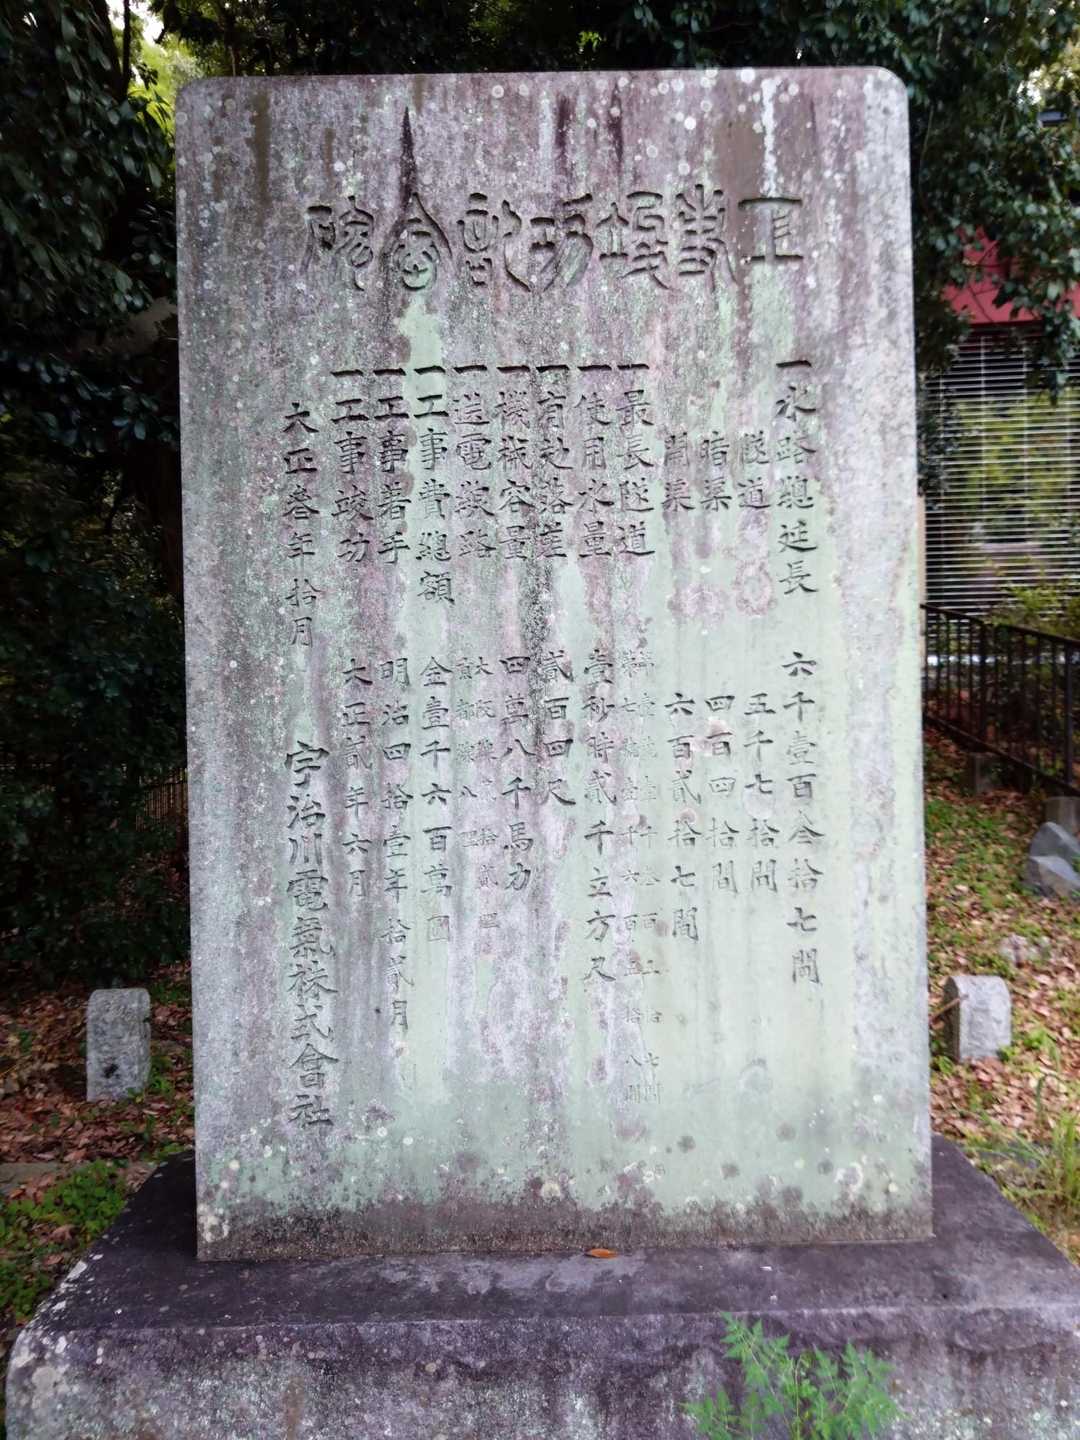 工事竣功記念碑
一水路總延長 六千壹百叁拾七間
隧道 五千七拾間
暗渠 四百四拾間
開渠 六百貳拾七間
一最長隧道
一使用水量 壹秒時貳千立方尺
一有效落差 貳百四尺
一機械容量 四萬八千馬力
一送電線路
一工事費總額 金壹千六百萬圓
一工事着手 明治四拾壹年拾貳月
一工事竣功 大正貳年六月
大正叄年拾月 宇治川電氣株式會社